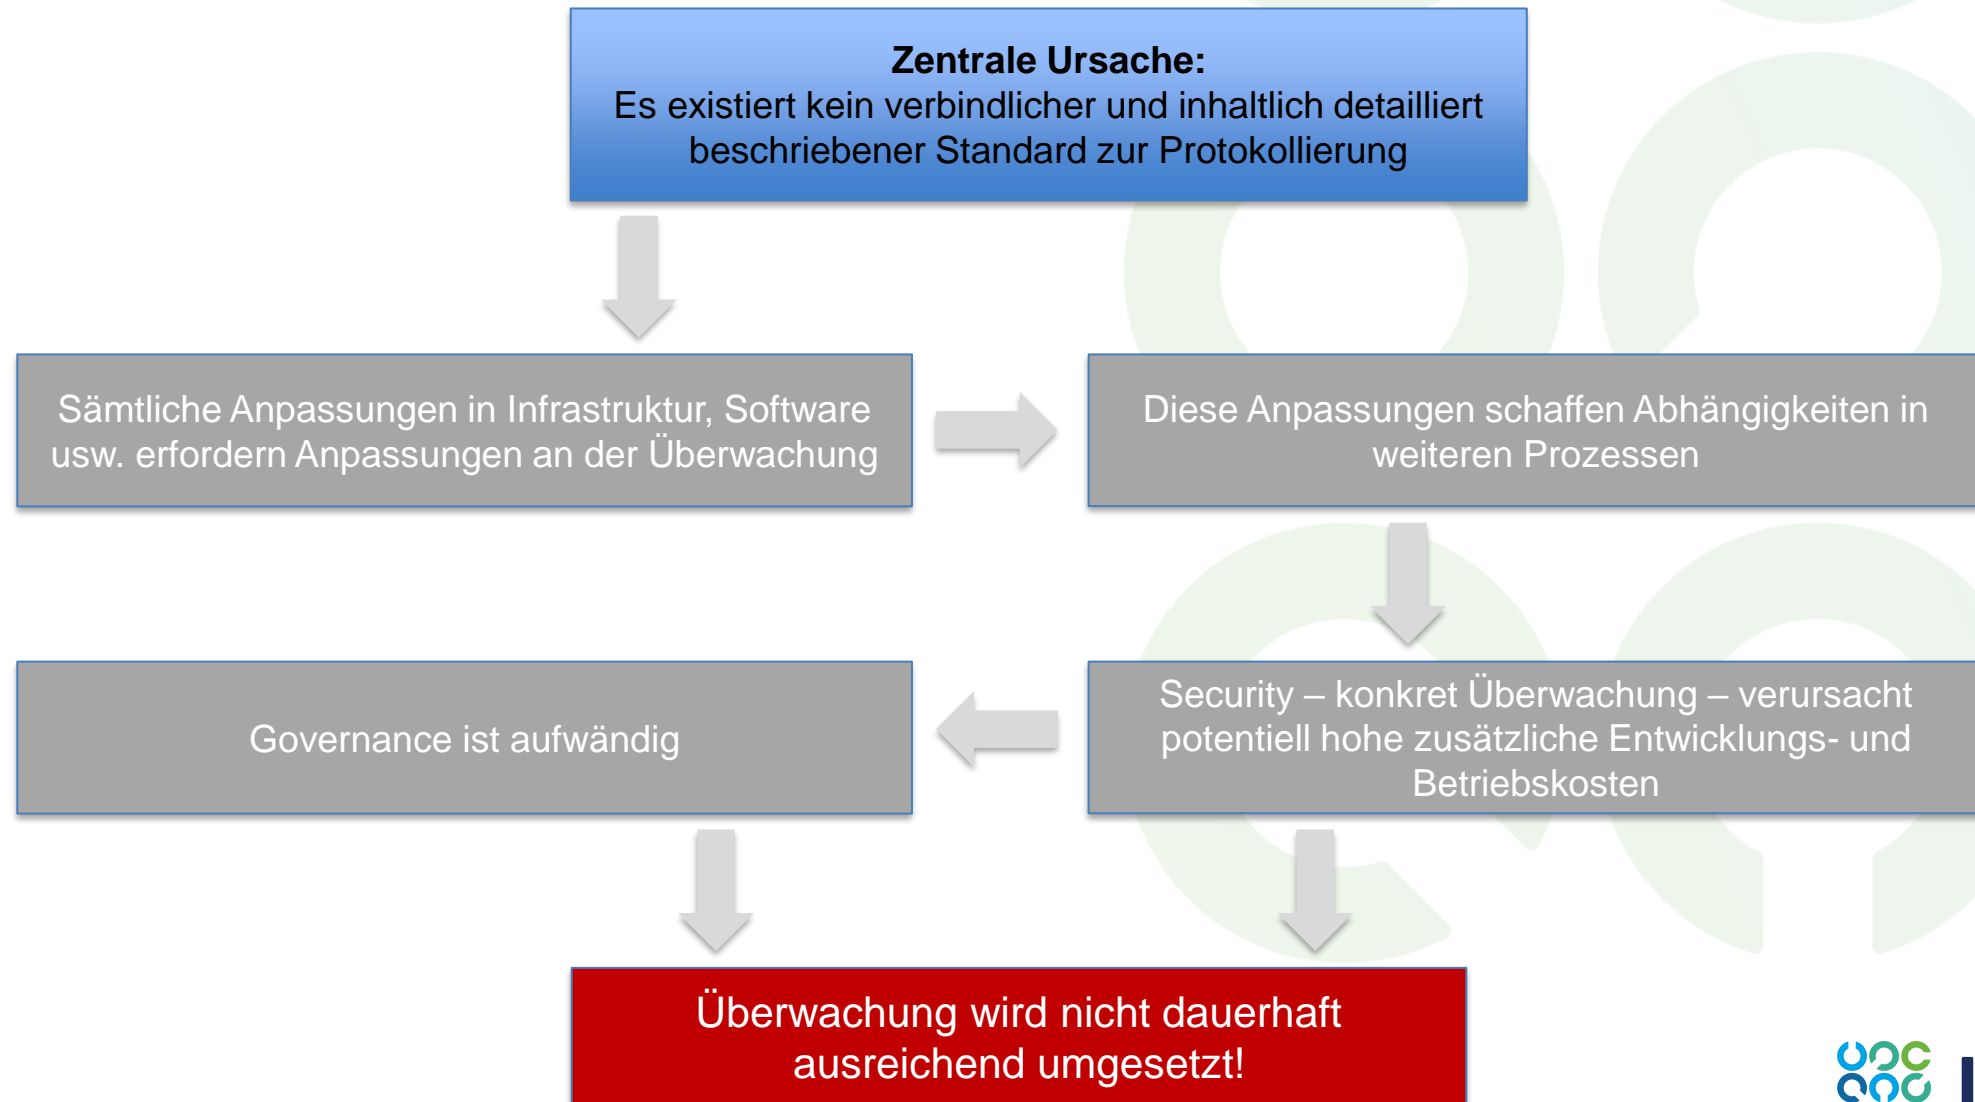 Zentrale Ursache:
Es existiert kein verbindlicher und inhaltlich detailliert
beschriebener Standard zur Protokollierung
Sämtliche Anpassungen in Infrastruktur, Software
usw. erfordern Anpassungen an der Überwachung
Diese Anpassungen schaffen Abhängigkeiten in
weiteren Prozessen
Security – konkret Überwachung – verursacht
potentiell hohe zusätzliche Entwicklungs- und
Betriebskosten
Governance ist aufwändig
Überwachung wird nicht dauerhaft
ausreichend umgesetzt!